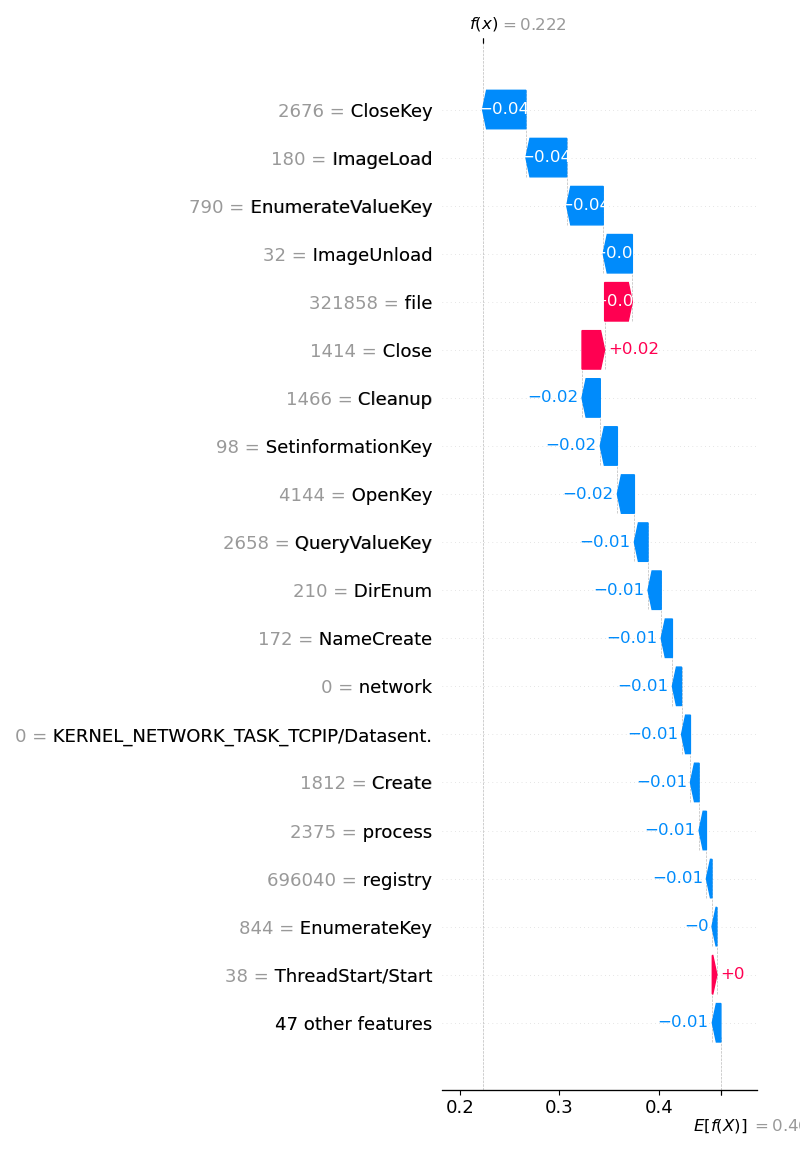 f(x) = 0.222
2676 = CloseKey −0.04
180 = ImageLoad −0.04
790 = EnumerateValueKey −0.04
32 = ImageUnload
321858 = file
1414 = Close +0.02
1466 = Cleanup −0.02
98 = SetinformationKey −0.02
4144 = OpenKey −0.02
2658 = QueryValueKey −0.01
210 = DirEnum −0.01
172 = NameCreate −0.01
0 = network −0.01
0 = KERNEL_NETWORK_TASK_TCPIP/Datasent. −0.01
1812 = Create −0.01
2375 = process −0.01
696040 = registry −0.01
844 = EnumerateKey −0
38 = ThreadStart/Start +0
47 other features −0.01
0.2 0.3 0.4
E[f(X)] =